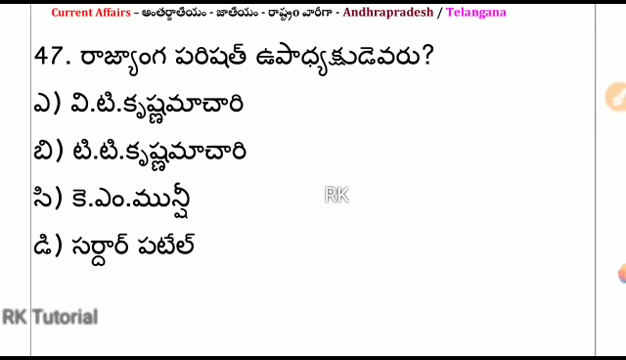 Current Affairs - అంతర్జాతీయం - జాతీయం - రాష్ట్రం వారీగా - Andhrapradesh / Telangana
47. రాజ్యాంగ పరిషత్ ఉపాధ్యక్షుడెవరు?
ఎ) వి.టి.కృష్ణమాచారి
బి) టి.టి.కృష్ణమాచారి
సి) కె.ఎం.మున్షీ
RK
డి) సర్దార్ పటేల్
RK Tutorial